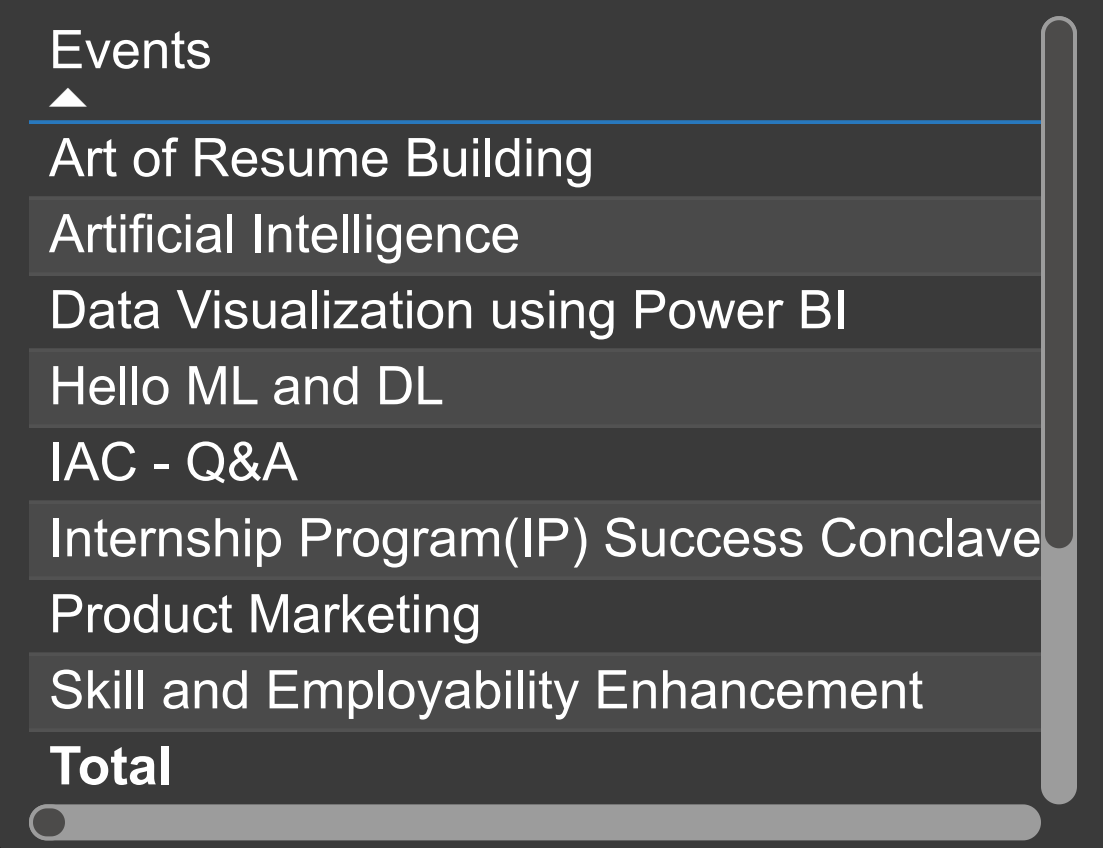 Events
Art of Resume Building
Artificial Intelligence
Data Visualization using Power BI
Hello ML and DL
IAC - Q&A
Internship Program(IP) Success Conclave
Product Marketing
Skill and Employability Enhancement
Total